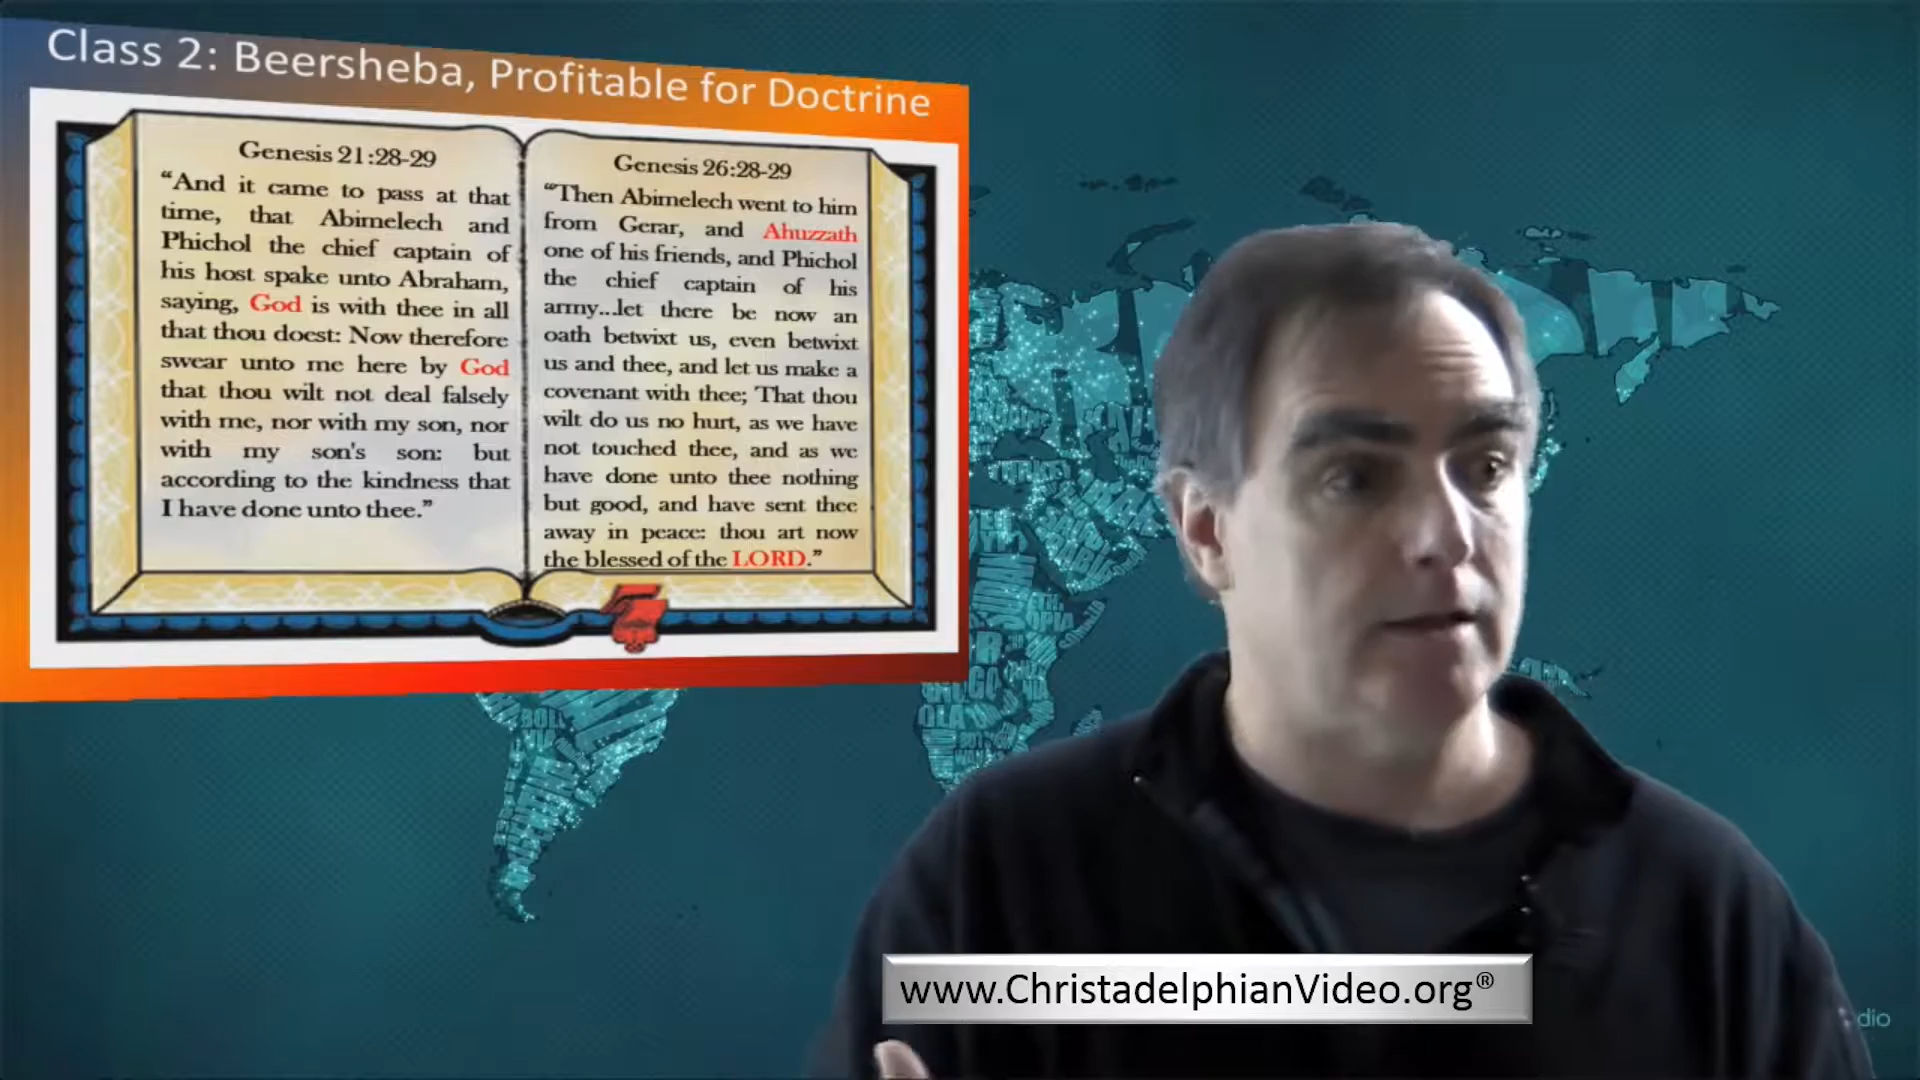 Class 2: Beersheba, Profitable for Doctrine
Genesis 21:28-29
“And it came to pass at that
time, that Abimelech and
Phichol the chief captain of
his host spake unto Abraham,
saying, God is with thee in all
that thou doest: Now therefore
swear unto me here by God
that thou wilt not deal falsely
with me, nor with my son, nor
with my son's son: but
according to the kindness that
I have done unto thee.”
Genesis 26:28-29
“Then Abimelech went to him
from Gerar, and Ahuzzath
one of his friends, and Phichol
the chief captain of his
army...let there be now an
oath betwixt us, even betwixt
us and thee, and let us make a
covenant with thee; That thou
wilt do us no hurt, as we have
not touched thee, and as we
have done unto thee nothing
but good, and have sent thee
away in peace: thou art now
the blessed of the LORD.”
www.ChristadelphianVideo.org®
dio